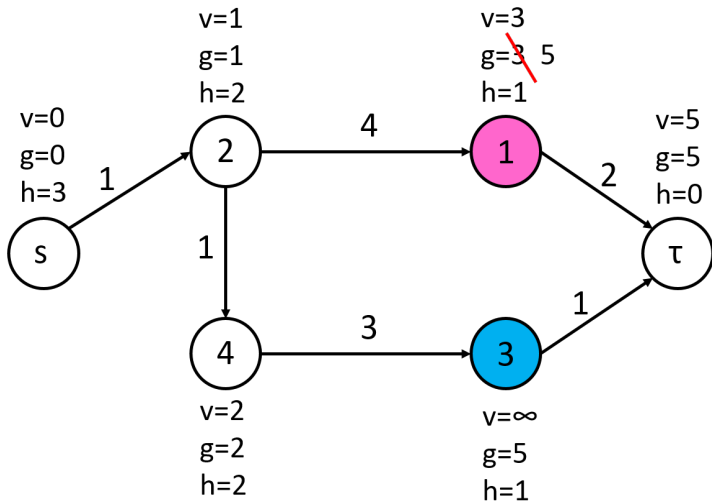 v=1
g=1
h=2
v=3
g=3 5
h=1
v=0
g=0
h=3
v=5
g=5
h=0
1
2
4
1
2
s
1
τ
4
3
3
1
v=2
g=2
h=2
v=∞
g=5
h=1